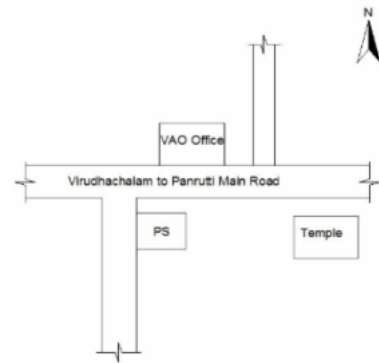 N
VAO Office
Virudhachalam to Panrutti Main Road
PS
Temple